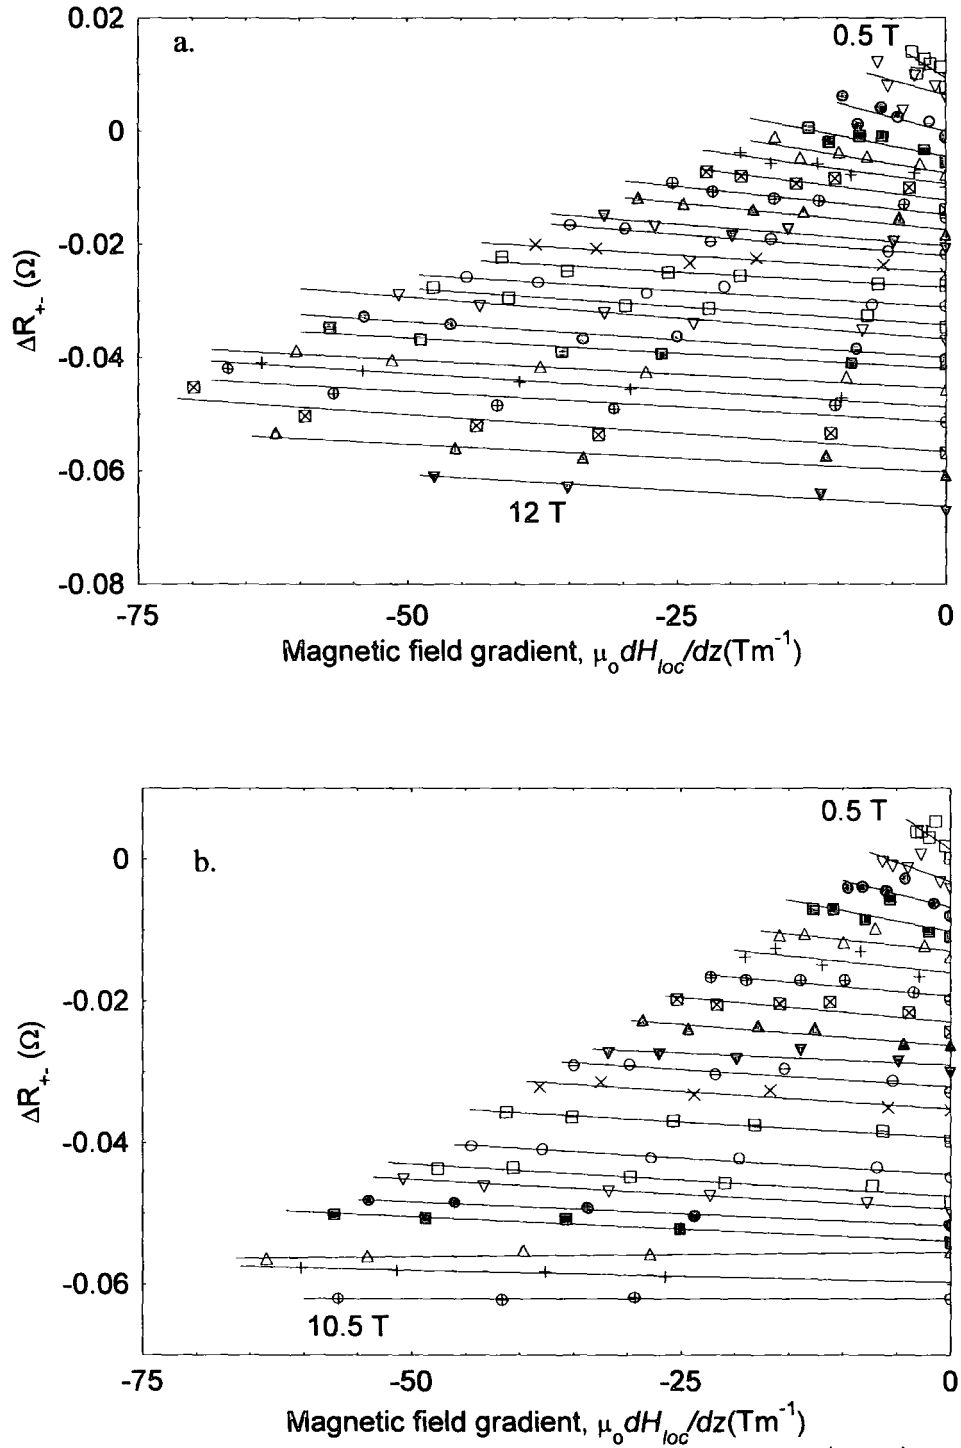 a.
0.5 T
0.02
0
-0.02
-0.04
-0.06
-0.08
ΔR+- (Ω)
12 T
-75 -50 -25 0
Magnetic field gradient, μodHloc/dz(Tm-1)
b.
0.5 T
0
-0.02
-0.04
-0.06
ΔR+- (Ω)
10.5 T
-75 -50 -25 0
Magnetic field gradient, μodHloc/dz(Tm-1)